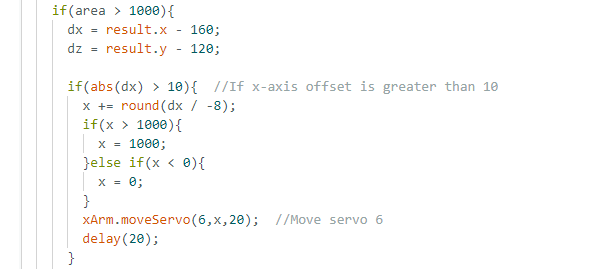 if(area > 1000){
dx = result.x - 160;
dz = result.y - 120;
if(abs(dx) > 10){  //If x-axis offset is greater than 10
x += round(dx / -8);
if(x > 1000){
x = 1000;
}else if(x < 0){
x = 0;
}
xArm.moveServo(6,x,20);  //Move servo 6
delay(20);
}